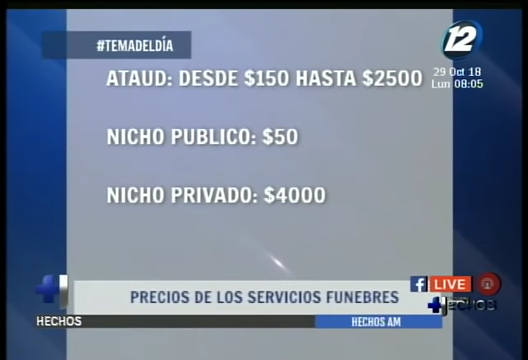 #TEMADELDÍA
12
29 Oct 18
Lun 08:05
ATAUD: DESDE $150 HASTA $2500
NICHO PUBLICO: $50
NICHO PRIVADO: $4000
f LIVE
PRECIOS DE LOS SERVICIOS FUNEBRES
HECHOS
HECHOS
HECHOS AM